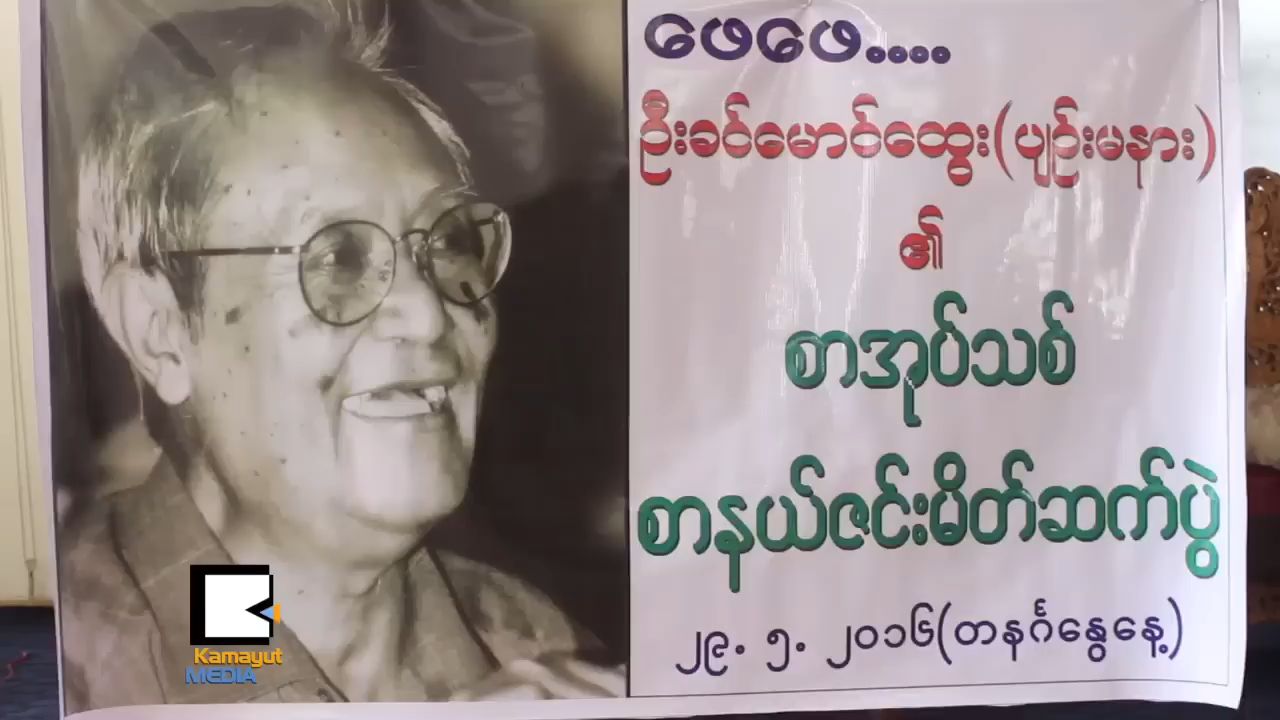 ဖေဖေ....
ဦးခင်မောင်ထွေး(ပျဉ်းမနား)
၏
စာအုပ်သစ်
စာနယ်ဇင်းမိတ်ဆက်ပွဲ
၂၉. ၅. ၂၀၁၆(တနင်္ဂနွေနေ့)
Kamayut
MEDIA